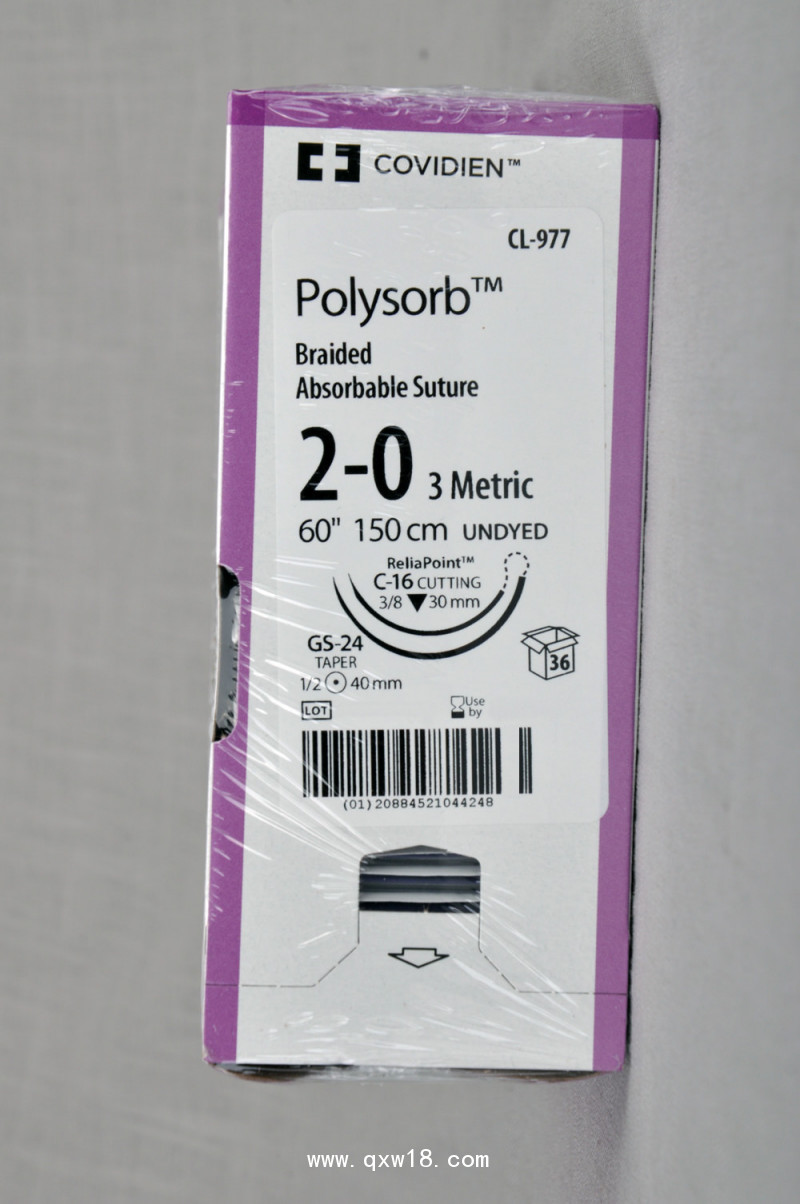 COVIDIEN™
CL-977
Polysorb™
Braided
Absorbable Suture
2-0 3 Metric
60" 150 cm UNDYED
ReliaPoint™
C-16 CUTTING
3/8 30 mm
GS-24
TAPER
1/2 40 mm
36
LOT
Use
by
(01)20884521044248
www.qxw18.com